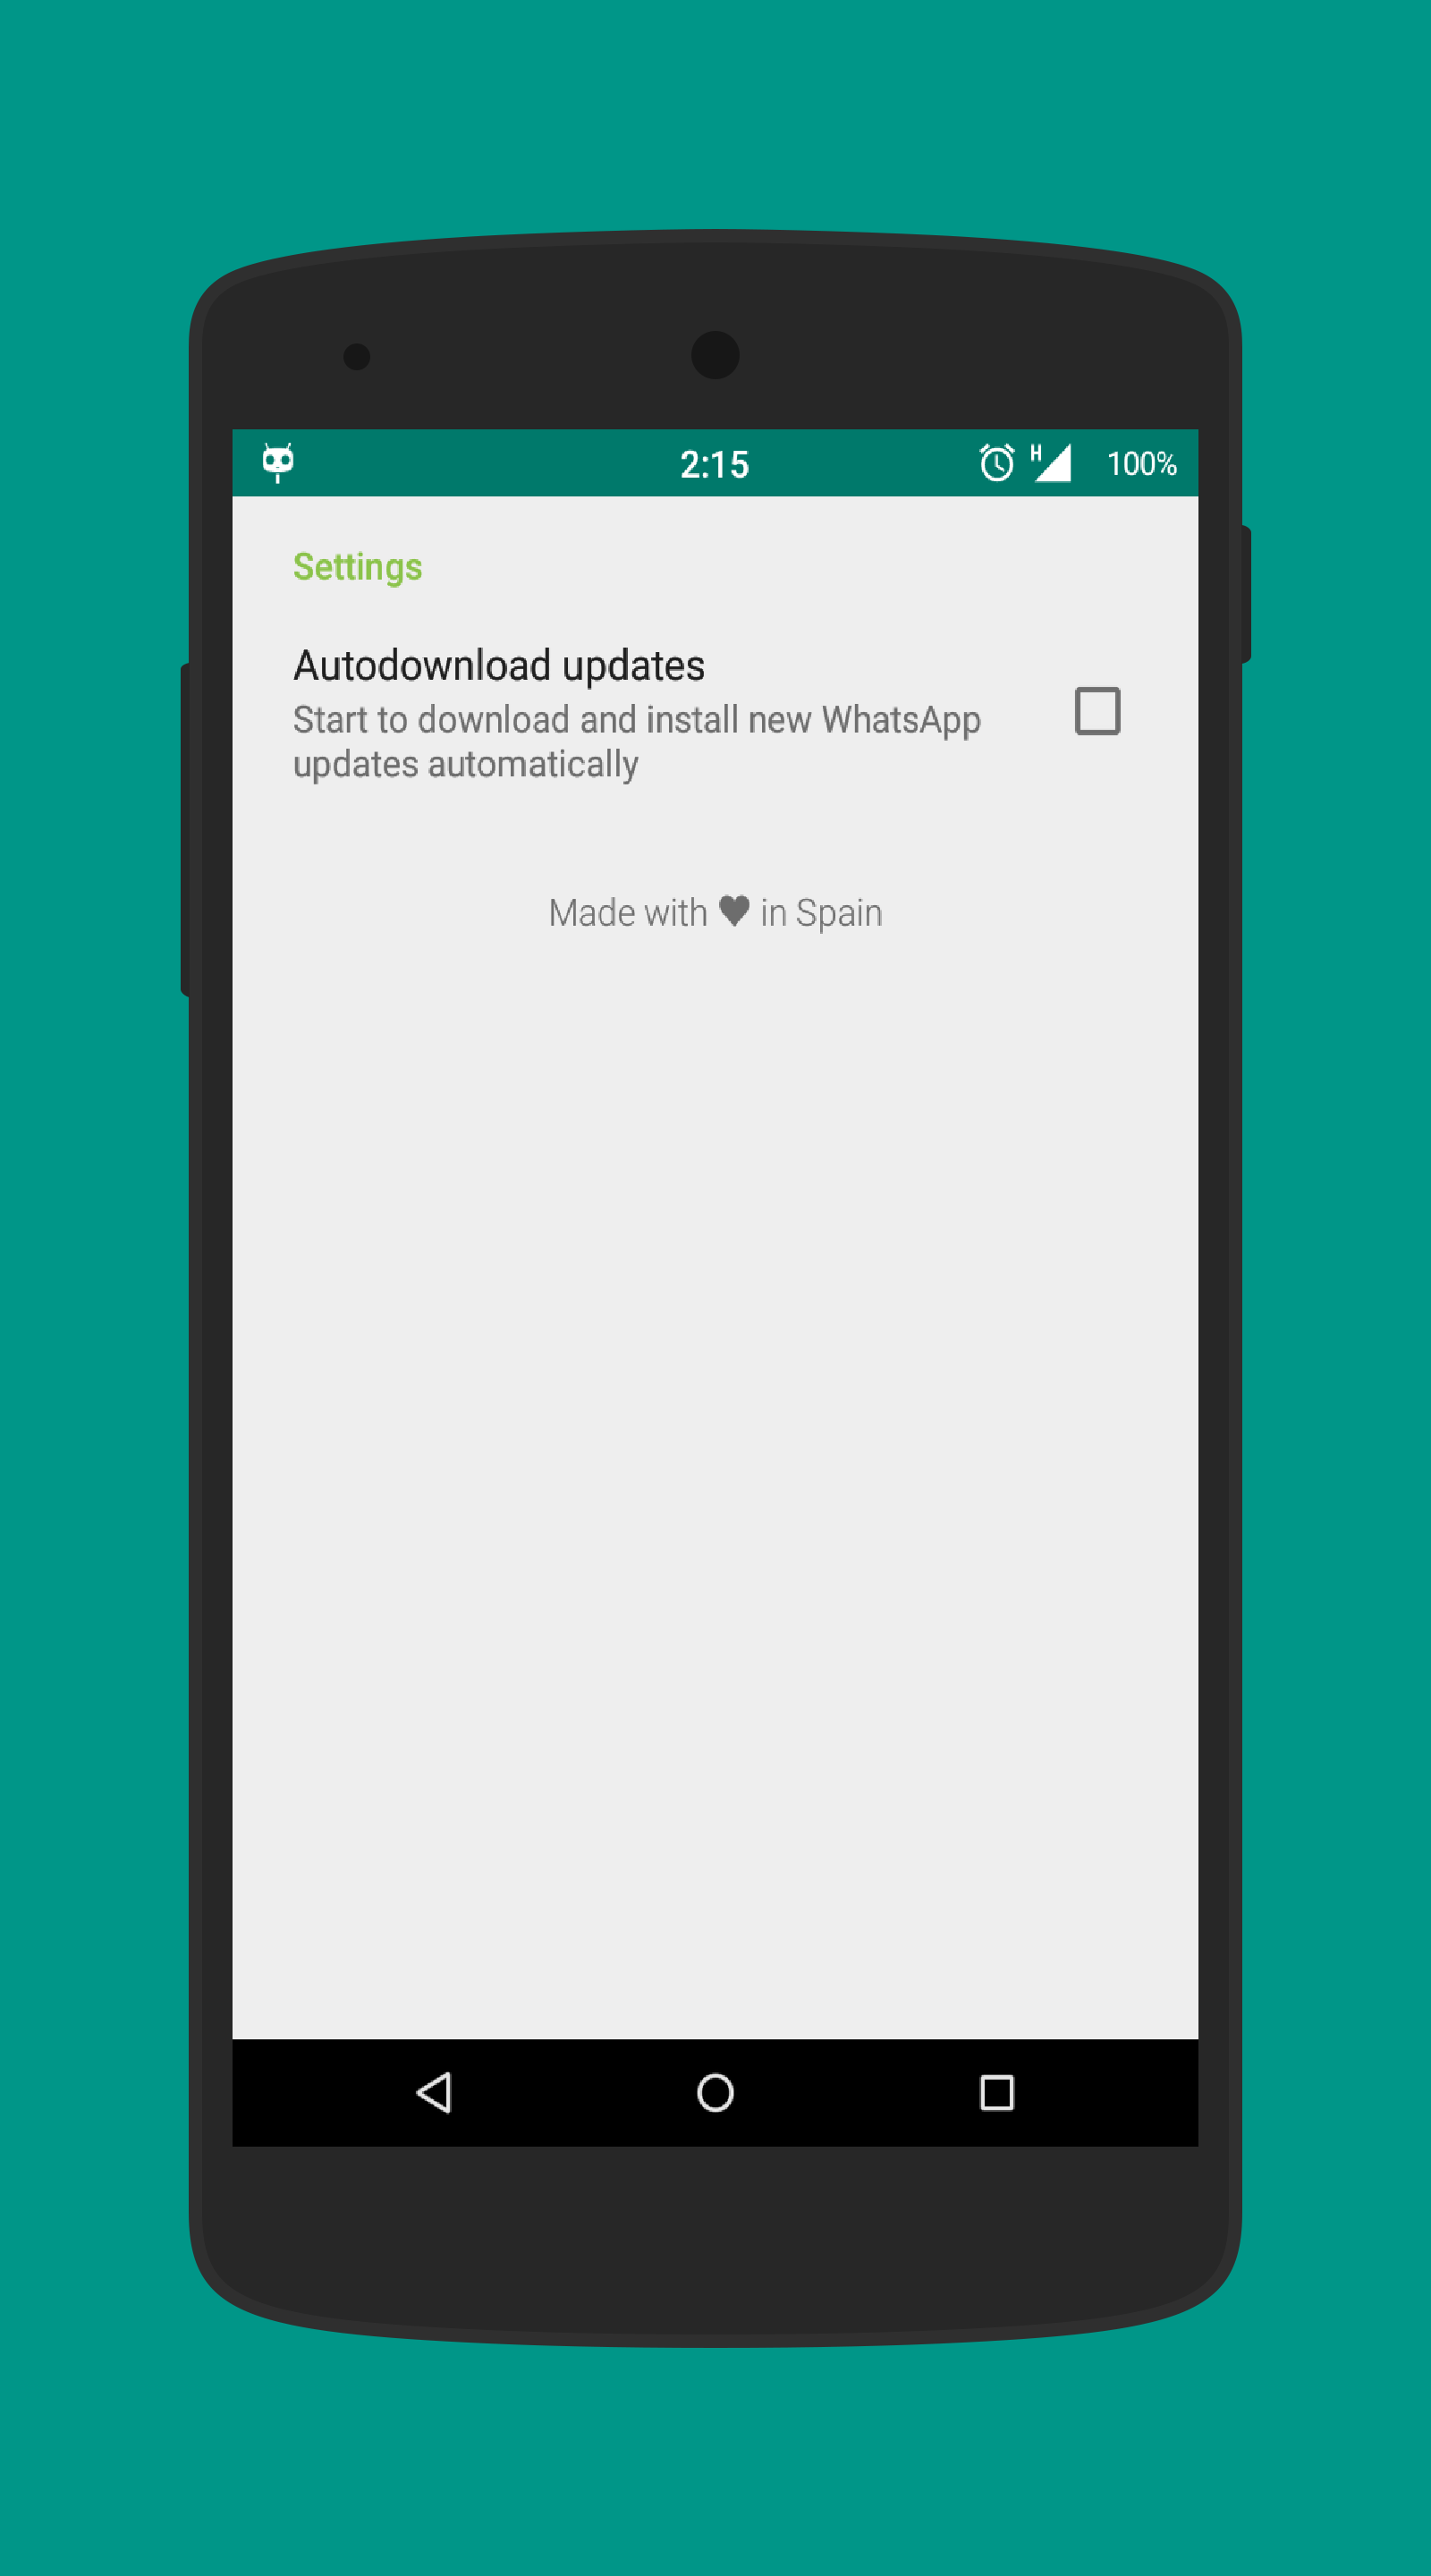 2:15
H
100%
Settings
Autodownload updates
Start to download and install new WhatsApp
updates automatically
Made with ♥ in Spain